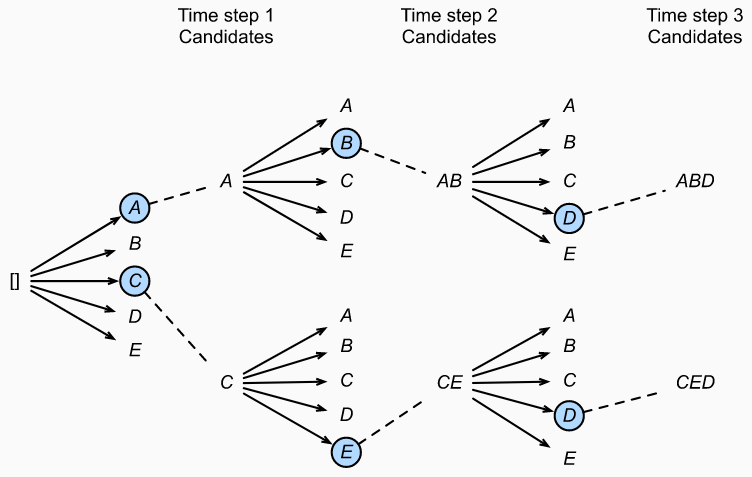 Time step 1
Candidates
Time step 2
Candidates
Time step 3
Candidates
[]
A
B
C
D
E
A
A
B
C
D
E
C
A
B
C
D
E
AB
A
B
C
D
E
CE
A
B
C
D
E
ABD
CED